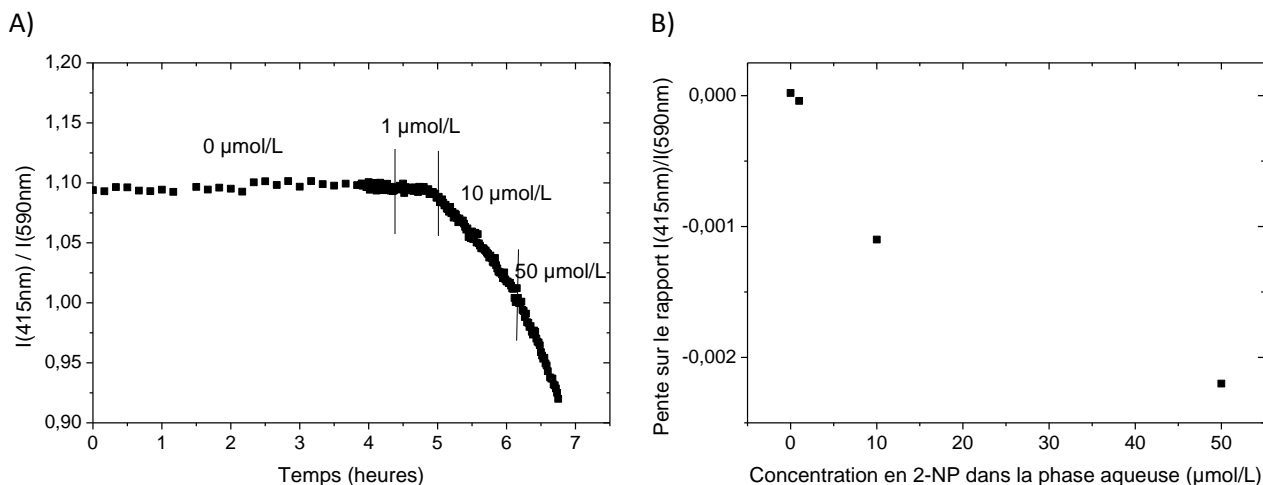 A)
1,20
1,15
1,10
1,05
1,00
0,95
0,90
I(415nm) / I(590nm)
0 µmol/L
1 µmol/L
10 µmol/L
50 µmol/L
0 1 2 3 4 5 6 7
Temps (heures)
B)
0,000
-0,001
-0,002
Pente sur le rapport I(415nm)/I(590nm)
0 10 20 30 40 50
Concentration en 2-NP dans la phase aqueuse (µmol/L)